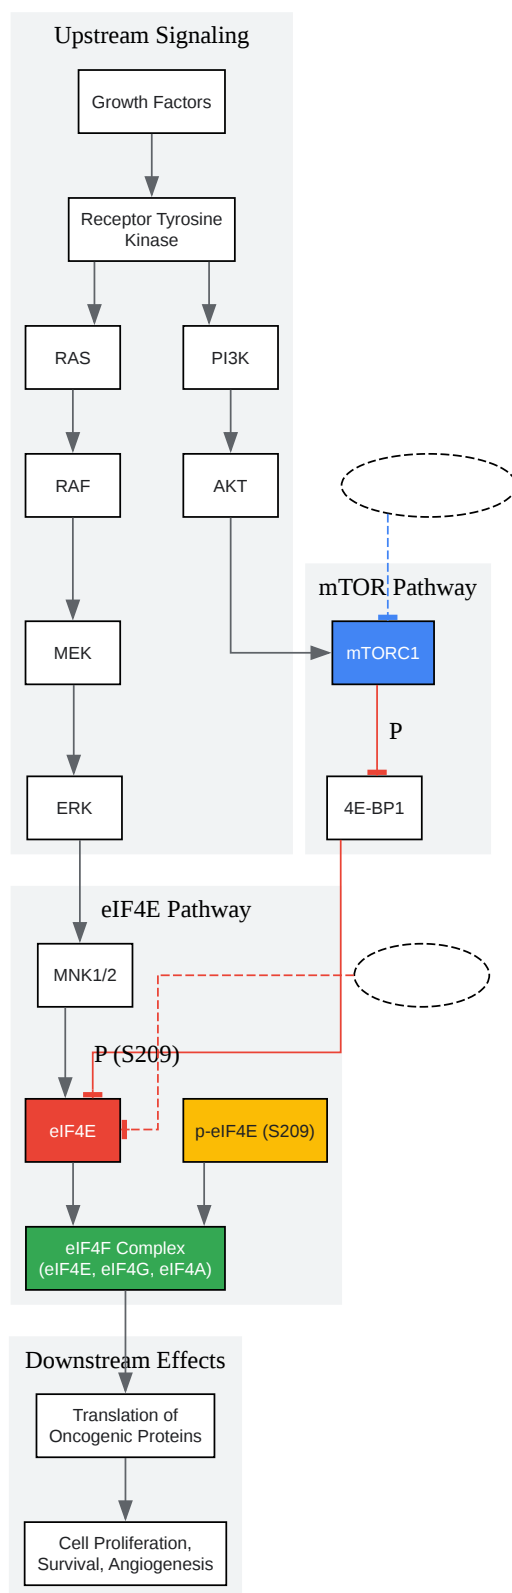 Upstream Signaling
Growth Factors
Receptor Tyrosine
Kinase
RAS
PI3K
RAF
AKT
mTOR Pathway
MEK
mTORC1
P
ERK
4E-BP1
eIF4E Pathway
MNK1/2
P (S209)
eIF4E
p-eIF4E (S209)
eIF4F Complex
(eIF4E, eIF4G, eIF4A)
Downstream Effects
Translation of
Oncogenic Proteins
Cell Proliferation,
Survival, Angiogenesis